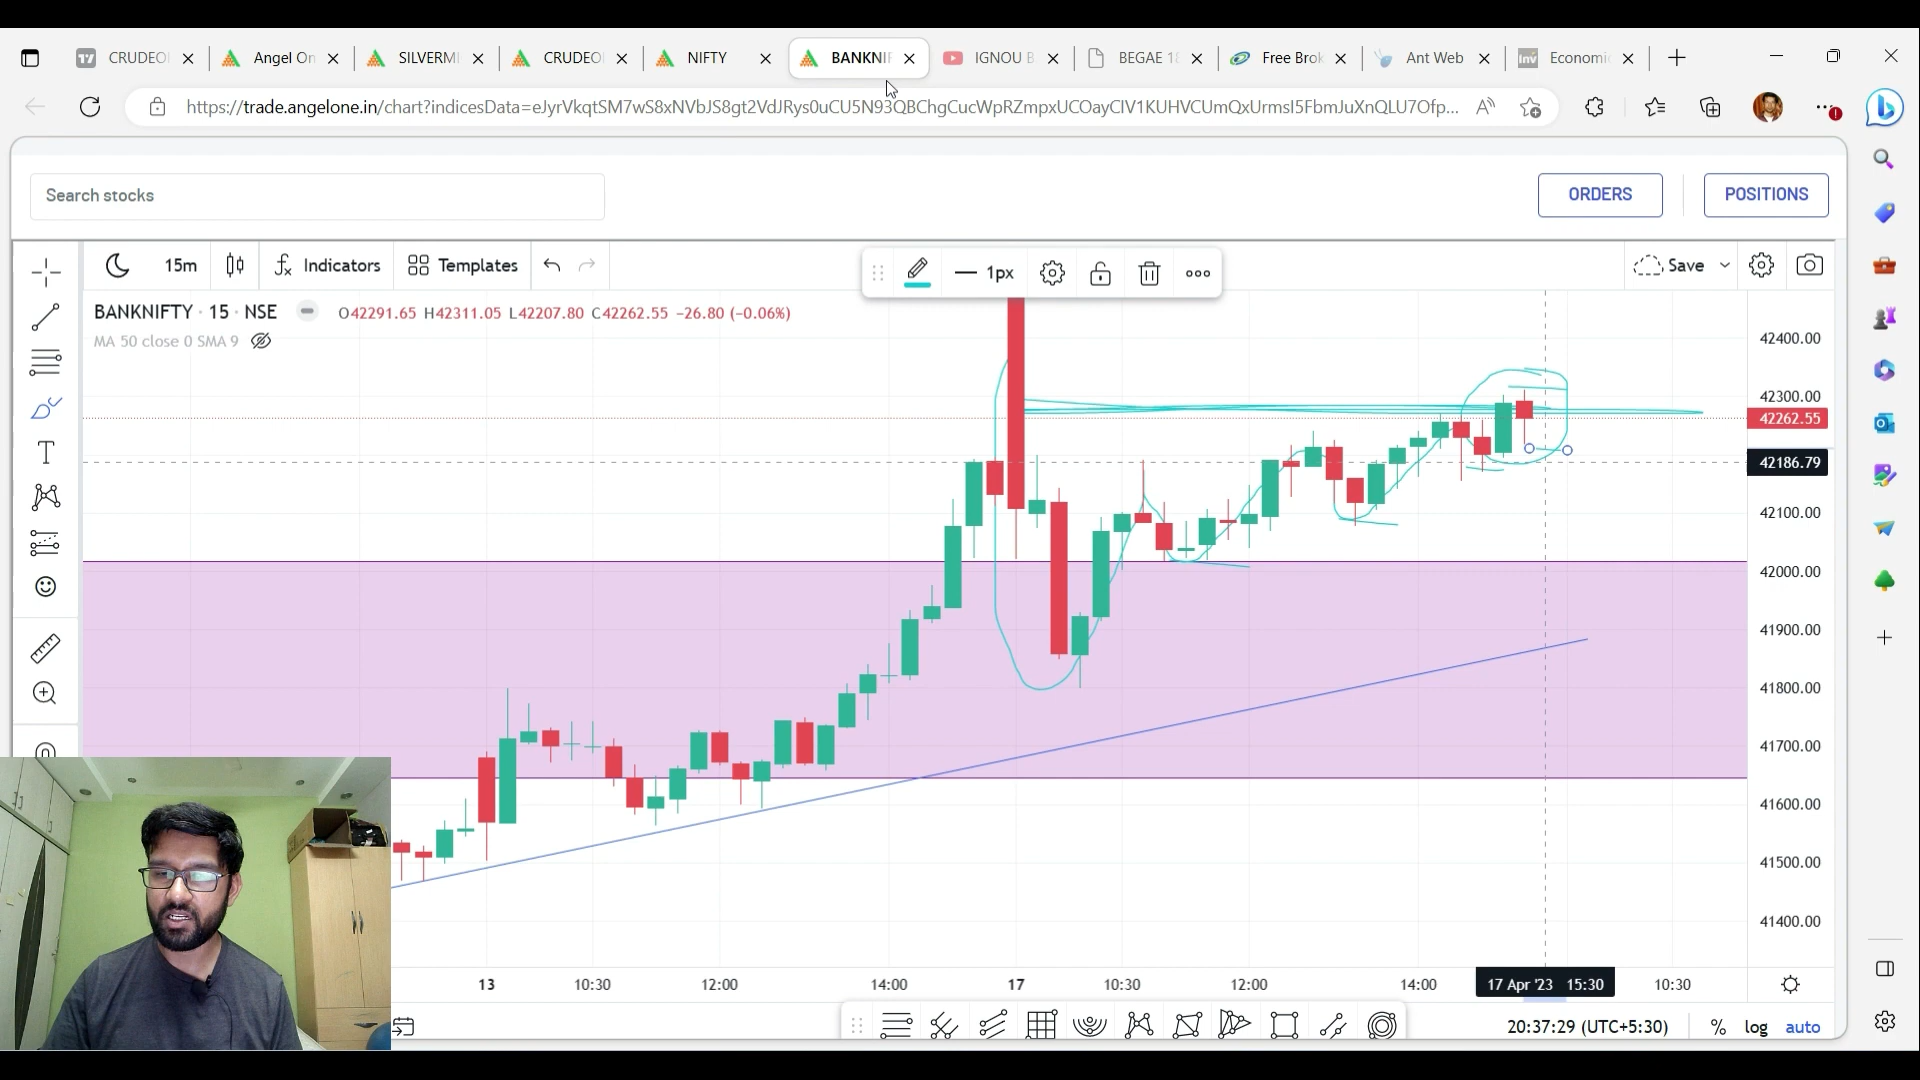 CRUDEO
Angel On
SILVERMI
CRUDEO
NIFTY
BANKNIF
IGNOU B
BEGAE 18
Free Brok
Ant Web
Inv
Economi
https://trade.angelone.in/chart?indicesData=eJyrVkqtSM7wS8xNVbJS8gt2VdJRys0uCU5N93QBChgCucWpRZmpxUCOayCIV1KUHVCUmQxUrmsI5FbmJuXnQLU7Ofp...
Search stocks
ORDERS
POSITIONS
15m
Indicators
Templates
1px
Save
BANKNIFTY · 15 · NSE
O42291.65 H42311.05 L42207.80 C42262.55 −26.80 (−0.06%)
MA 50 close 0 SMA 9
42400.00
42300.00
42262.55
42186.79
42100.00
42000.00
41900.00
41800.00
41700.00
41600.00
41500.00
41400.00
13
10:30
12:00
14:00
17
10:30
12:00
14:00
17 Apr '23 15:30
10:30
20:37:29 (UTC+5:30)
%
log
auto